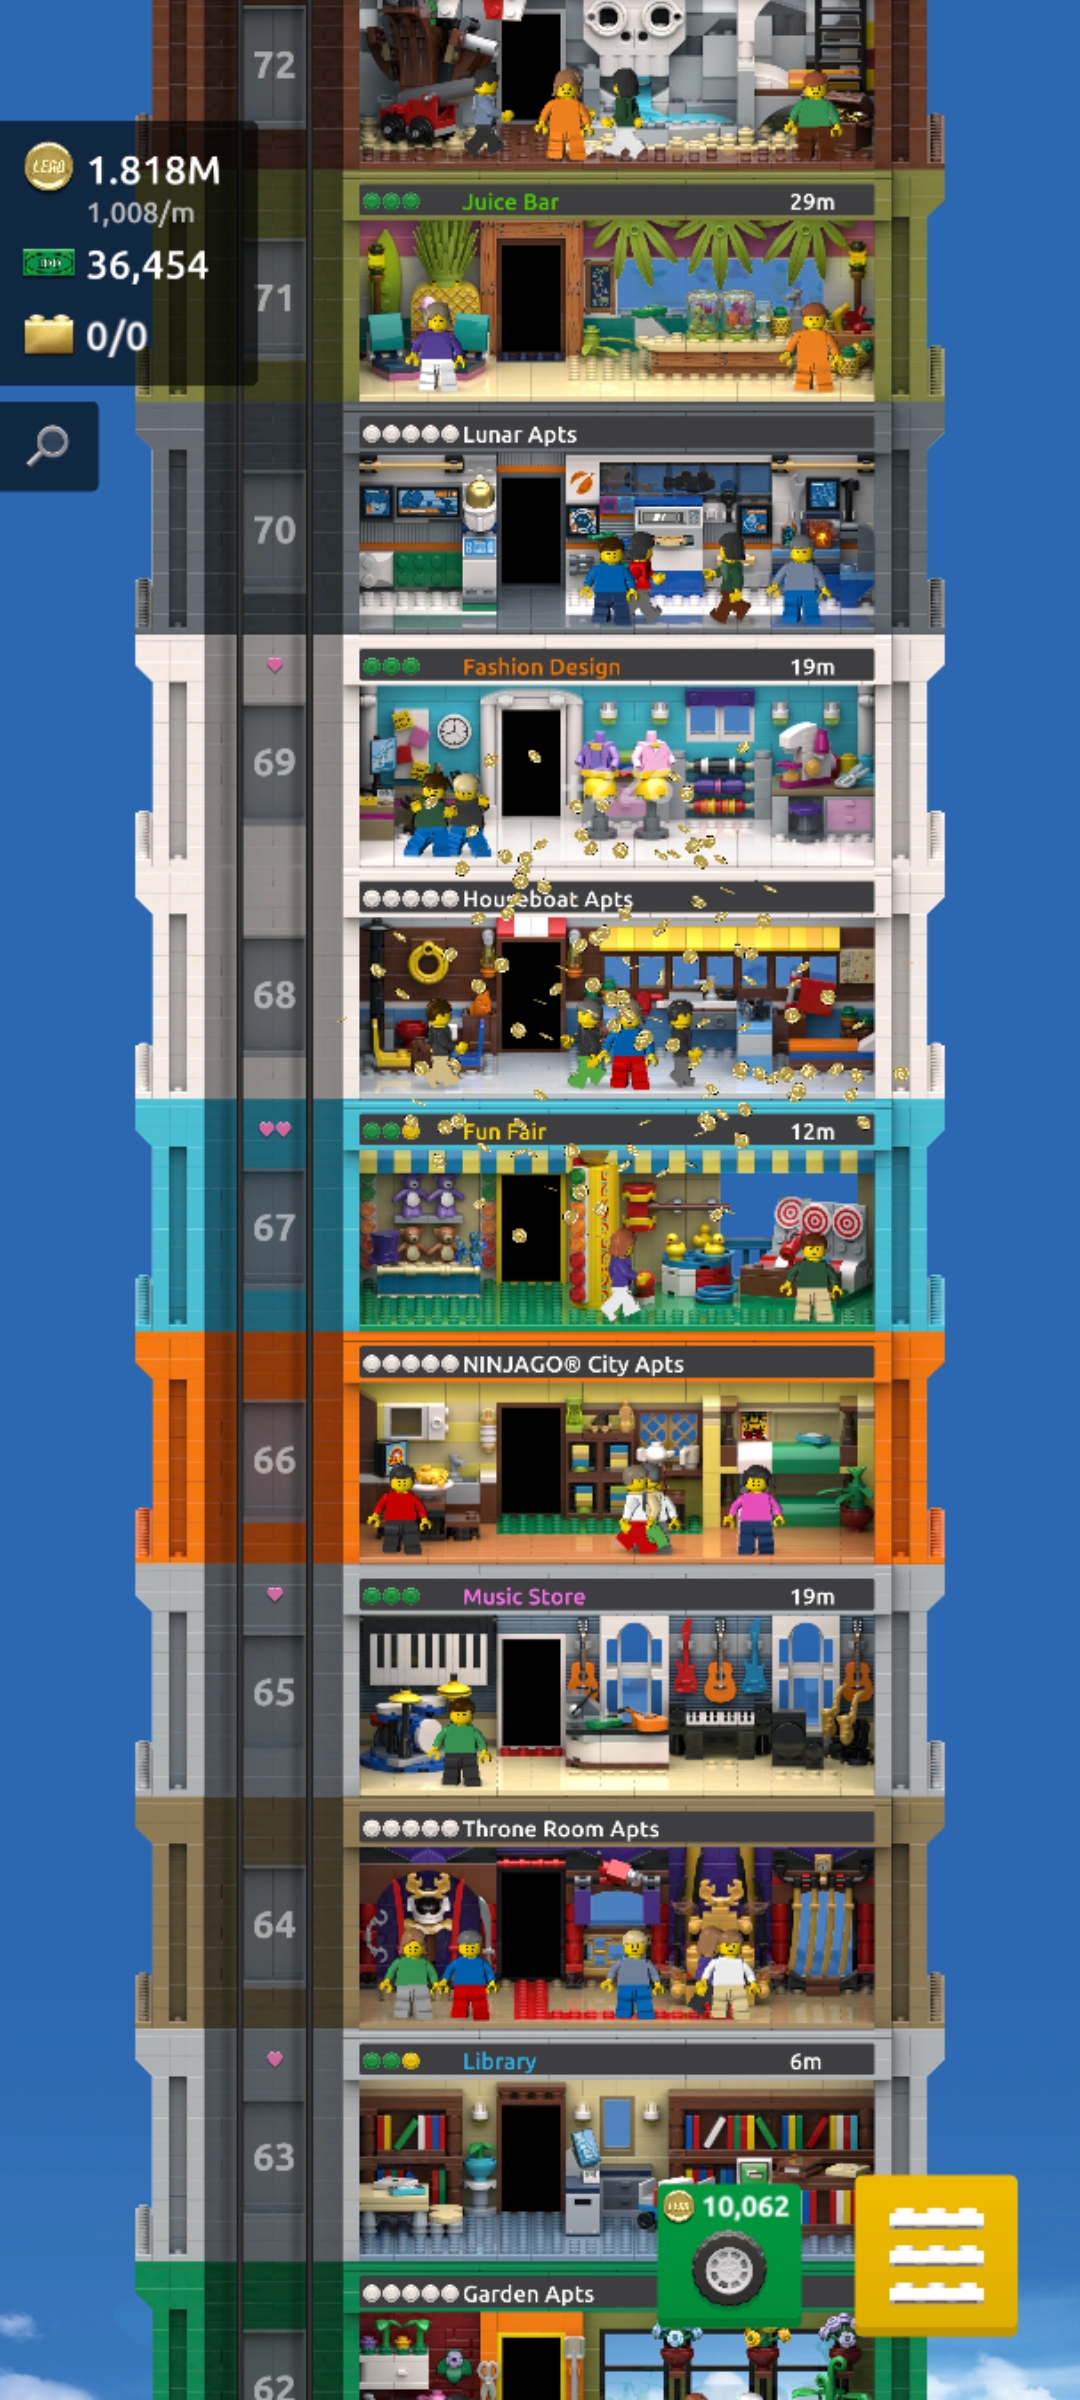 72
LEGO
1.818M
1,008/m
36,454
0/0
Juice Bar 29m
71
Lunar Apts
70
Fashion Design 19m
69
Houseboat Apts
68
Fun Fair 12m
67
NINJAGO® City Apts
66
Music Store 19m
65
Throne Room Apts
64
Library 6m
63
10,062
Garden Apts
62